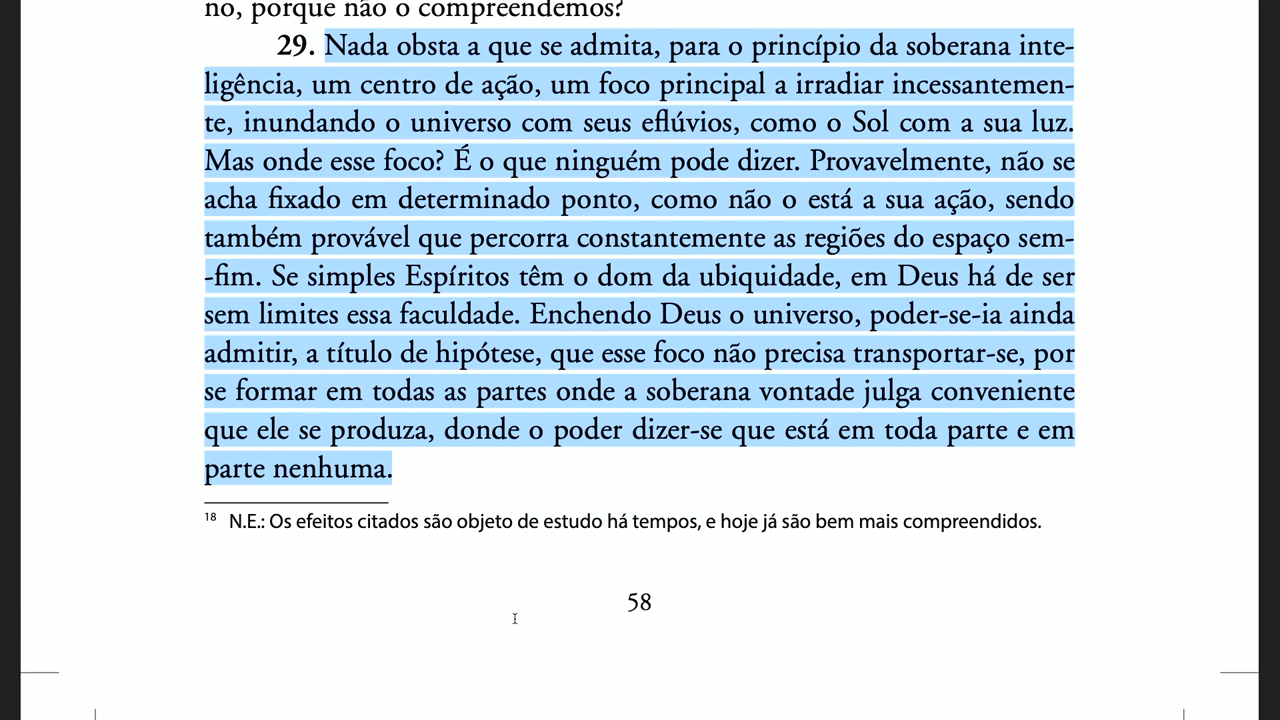 no, porque não o compreendemos?
29. Nada obsta a que se admita, para o princípio da soberana inte-
ligência, um centro de ação, um foco principal a irradiar incessantemen-
te, inundando o universo com seus eflúvios, como o Sol com a sua luz.
Mas onde esse foco? É o que ninguém pode dizer. Provavelmente, não se
acha fixado em determinado ponto, como não o está a sua ação, sendo
também provável que percorra constantemente as regiões do espaço sem-
-fim. Se simples Espíritos têm o dom da ubiquidade, em Deus há de ser
sem limites essa faculdade. Enchendo Deus o universo, poder-se-ia ainda
admitir, a título de hipótese, que esse foco não precisa transportar-se, por
se formar em todas as partes onde a soberana vontade julga conveniente
que ele se produza, donde o poder dizer-se que está em toda parte e em
parte nenhuma.
18 N.E.: Os efeitos citados são objeto de estudo há tempos, e hoje já são bem mais compreendidos.
58